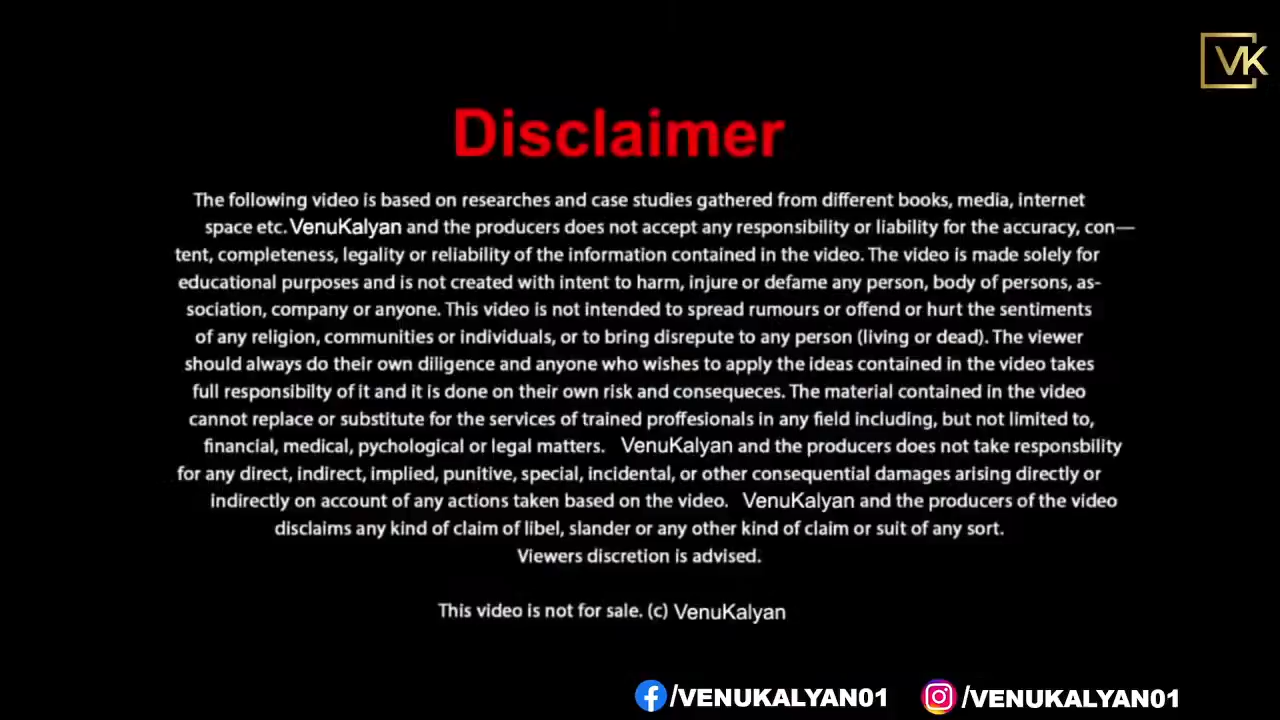 VK
Disclaimer
The following video is based on researches and case studies gathered from different books, media, internet
space etc. VenuKalyan and the producers does not accept any responsibility or liability for the accuracy, con—
tent, completeness, legality or reliability of the information contained in the video. The video is made solely for
educational purposes and is not created with intent to harm, injure or defame any person, body of persons, as-
sociation, company or anyone. This video is not intended to spread rumours or offend or hurt the sentiments
of any religion, communities or individuals, or to bring disrepute to any person (living or dead). The viewer
should always do their own diligence and anyone who wishes to apply the ideas contained in the video takes
full responsibilty of it and it is done on their own risk and consequeces. The material contained in the video
cannot replace or substitute for the services of trained proffesionals in any field including, but not limited to,
financial, medical, pychological or legal matters. VenuKalyan and the producers does not take responsbility
for any direct, indirect, implied, punitive, special, incidental, or other consequential damages arising directly or
indirectly on account of any actions taken based on the video. VenuKalyan and the producers of the video
disclaims any kind of claim of libel, slander or any other kind of claim or suit of any sort.
Viewers discretion is advised.
This video is not for sale. (c) VenuKalyan
/VENUKALYAN01 /VENUKALYAN01